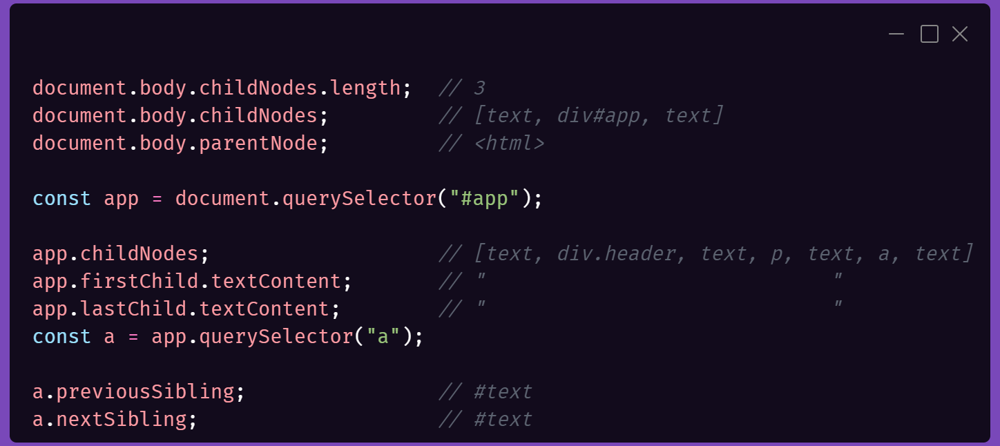 document.body.childNodes.length;  // 3
document.body.childNodes;         // [text, div#app, text]
document.body.parentNode;         // <html>
const app = document.querySelector("#app");
app.childNodes;                   // [text, div.header, text, p, text, a, text]
app.firstChild.textContent;       // "                             "
app.lastChild.textContent;        // "                             "
const a = app.querySelector("a");
a.previousSibling;                // #text
a.nextSibling;                    // #text